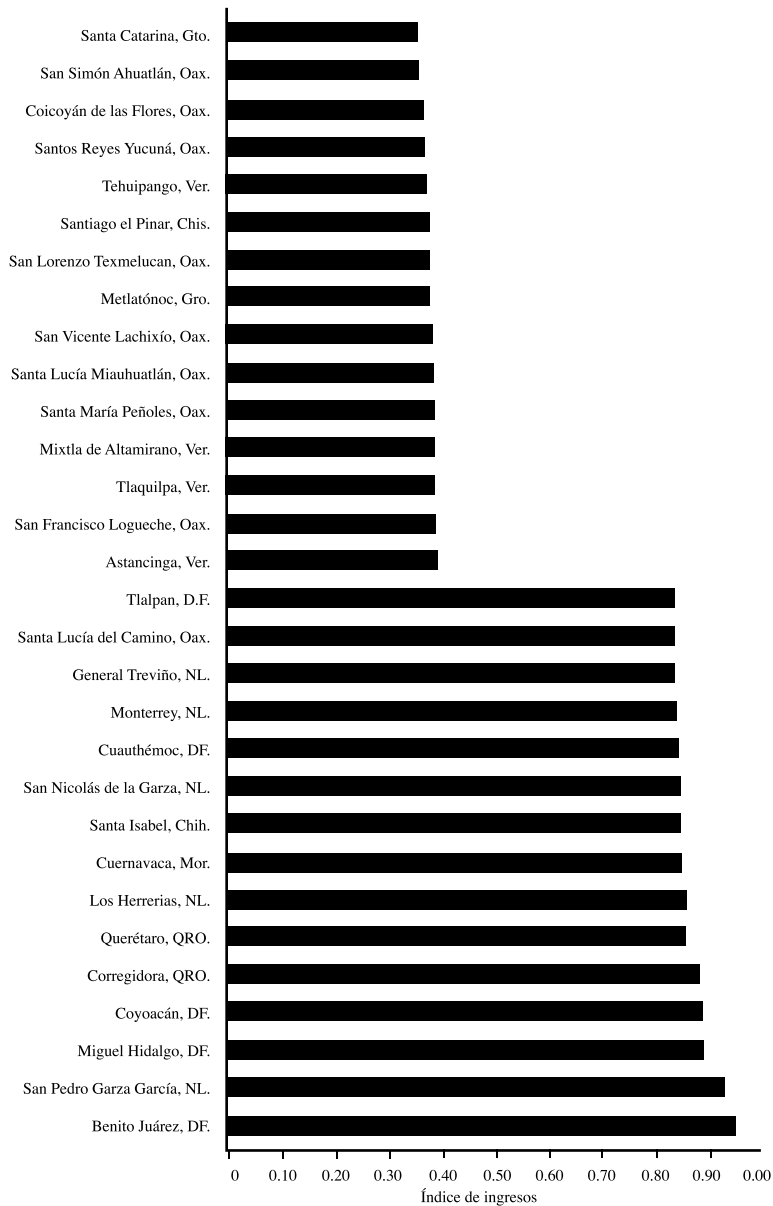 Santa Catarina, Gto.
San Simón Ahuatlán, Oax.
Coicoyán de las Flores, Oax.
Santos Reyes Yucuná, Oax.
Tehuipango, Ver.
Santiago el Pinar, Chis.
San Lorenzo Texmelucan, Oax.
Metlatónoc, Gro.
San Vicente Lachixío, Oax.
Santa Lucía Miauhuatlán, Oax.
Santa María Peñoles, Oax.
Mixtla de Altamirano, Ver.
Tlaquilpa, Ver.
San Francisco Logueche, Oax.
Astancinga, Ver.
Tlalpan, D.F.
Santa Lucía del Camino, Oax.
General Treviño, NL.
Monterrey, NL.
Cuauthémoc, DF.
San Nicolás de la Garza, NL.
Santa Isabel, Chih.
Cuernavaca, Mor.
Los Herrerias, NL.
Querétaro, QRO.
Corregidora, QRO.
Coyoacán, DF.
Miguel Hidalgo, DF.
San Pedro Garza García, NL.
Benito Juárez, DF.
0 0.10 0.20 0.30 0.40 0.50 0.60 0.70 0.80 0.90 0.00
Índice de ingresos